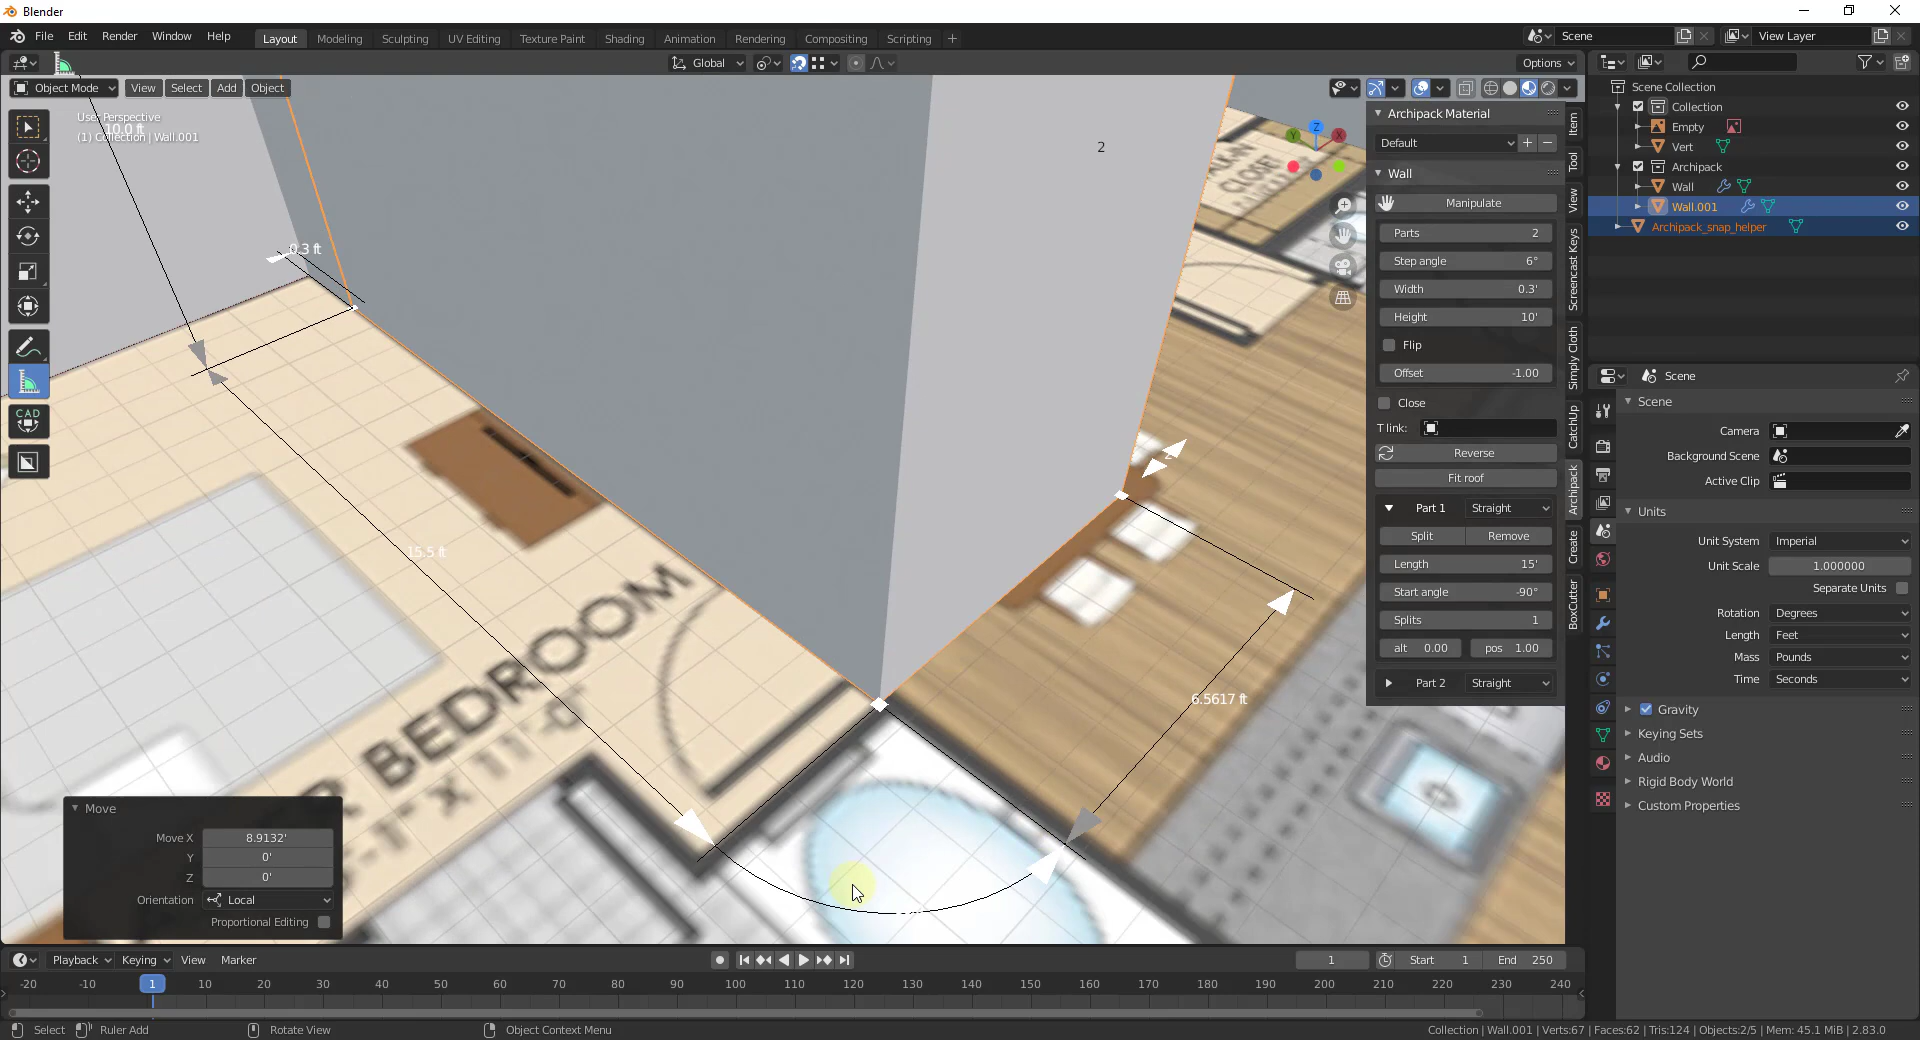 Blender
File Edit Render Window Help
Layout Modeling Sculpting UV Editing Texture Paint Shading Animation Rendering Compositing Scripting +
Scene
View Layer
Global
Options
Object Mode View Select Add Object
User Perspective
(1) Collection | Wall.001
10.0 ft
0.3 ft
15.5 ft
6.5617 ft
2
CLOSET
BEDROOM
CAD
Z
Y
X
Archipack Material
Default
Wall
Manipulate
Parts 2
Step angle 6°
Width 0.3'
Height 10'
Flip
Offset -1.00
Close
T link:
Reverse
Fit roof
Part 1 Straight
Split Remove
Length 15'
Start angle -90°
Splits 1
alt 0.00 pos 1.00
Part 2 Straight
Item
Tool
View
Screencast Keys
Simply Cloth
CatchUp
Archipack
Create
BoxCutter
Scene Collection
Collection
Empty
Vert
Archipack
Wall
Wall.001
Archipack_snap_helper
Scene
Scene
Camera
Background Scene
Active Clip
Units
Unit System Imperial
Unit Scale 1.000000
Separate Units
Rotation Degrees
Length Feet
Mass Pounds
Time Seconds
Gravity
Keying Sets
Audio
Rigid Body World
Custom Properties
Move
Move X 8.9132'
Y 0'
Z 0'
Orientation Local
Proportional Editing
Playback Keying View Marker
1
Start 1 End 250
-20 -10 1 10 20 30 40 50 60 70 80 90 100 110 120 130 140 150 160 170 180 190 200 210 220 230 240
Select Ruler Add Rotate View Object Context Menu
Collection | Wall.001 | Verts:67 | Faces:62 | Tris:124 | Objects:2/5 | Mem: 45.1 MiB | 2.83.0